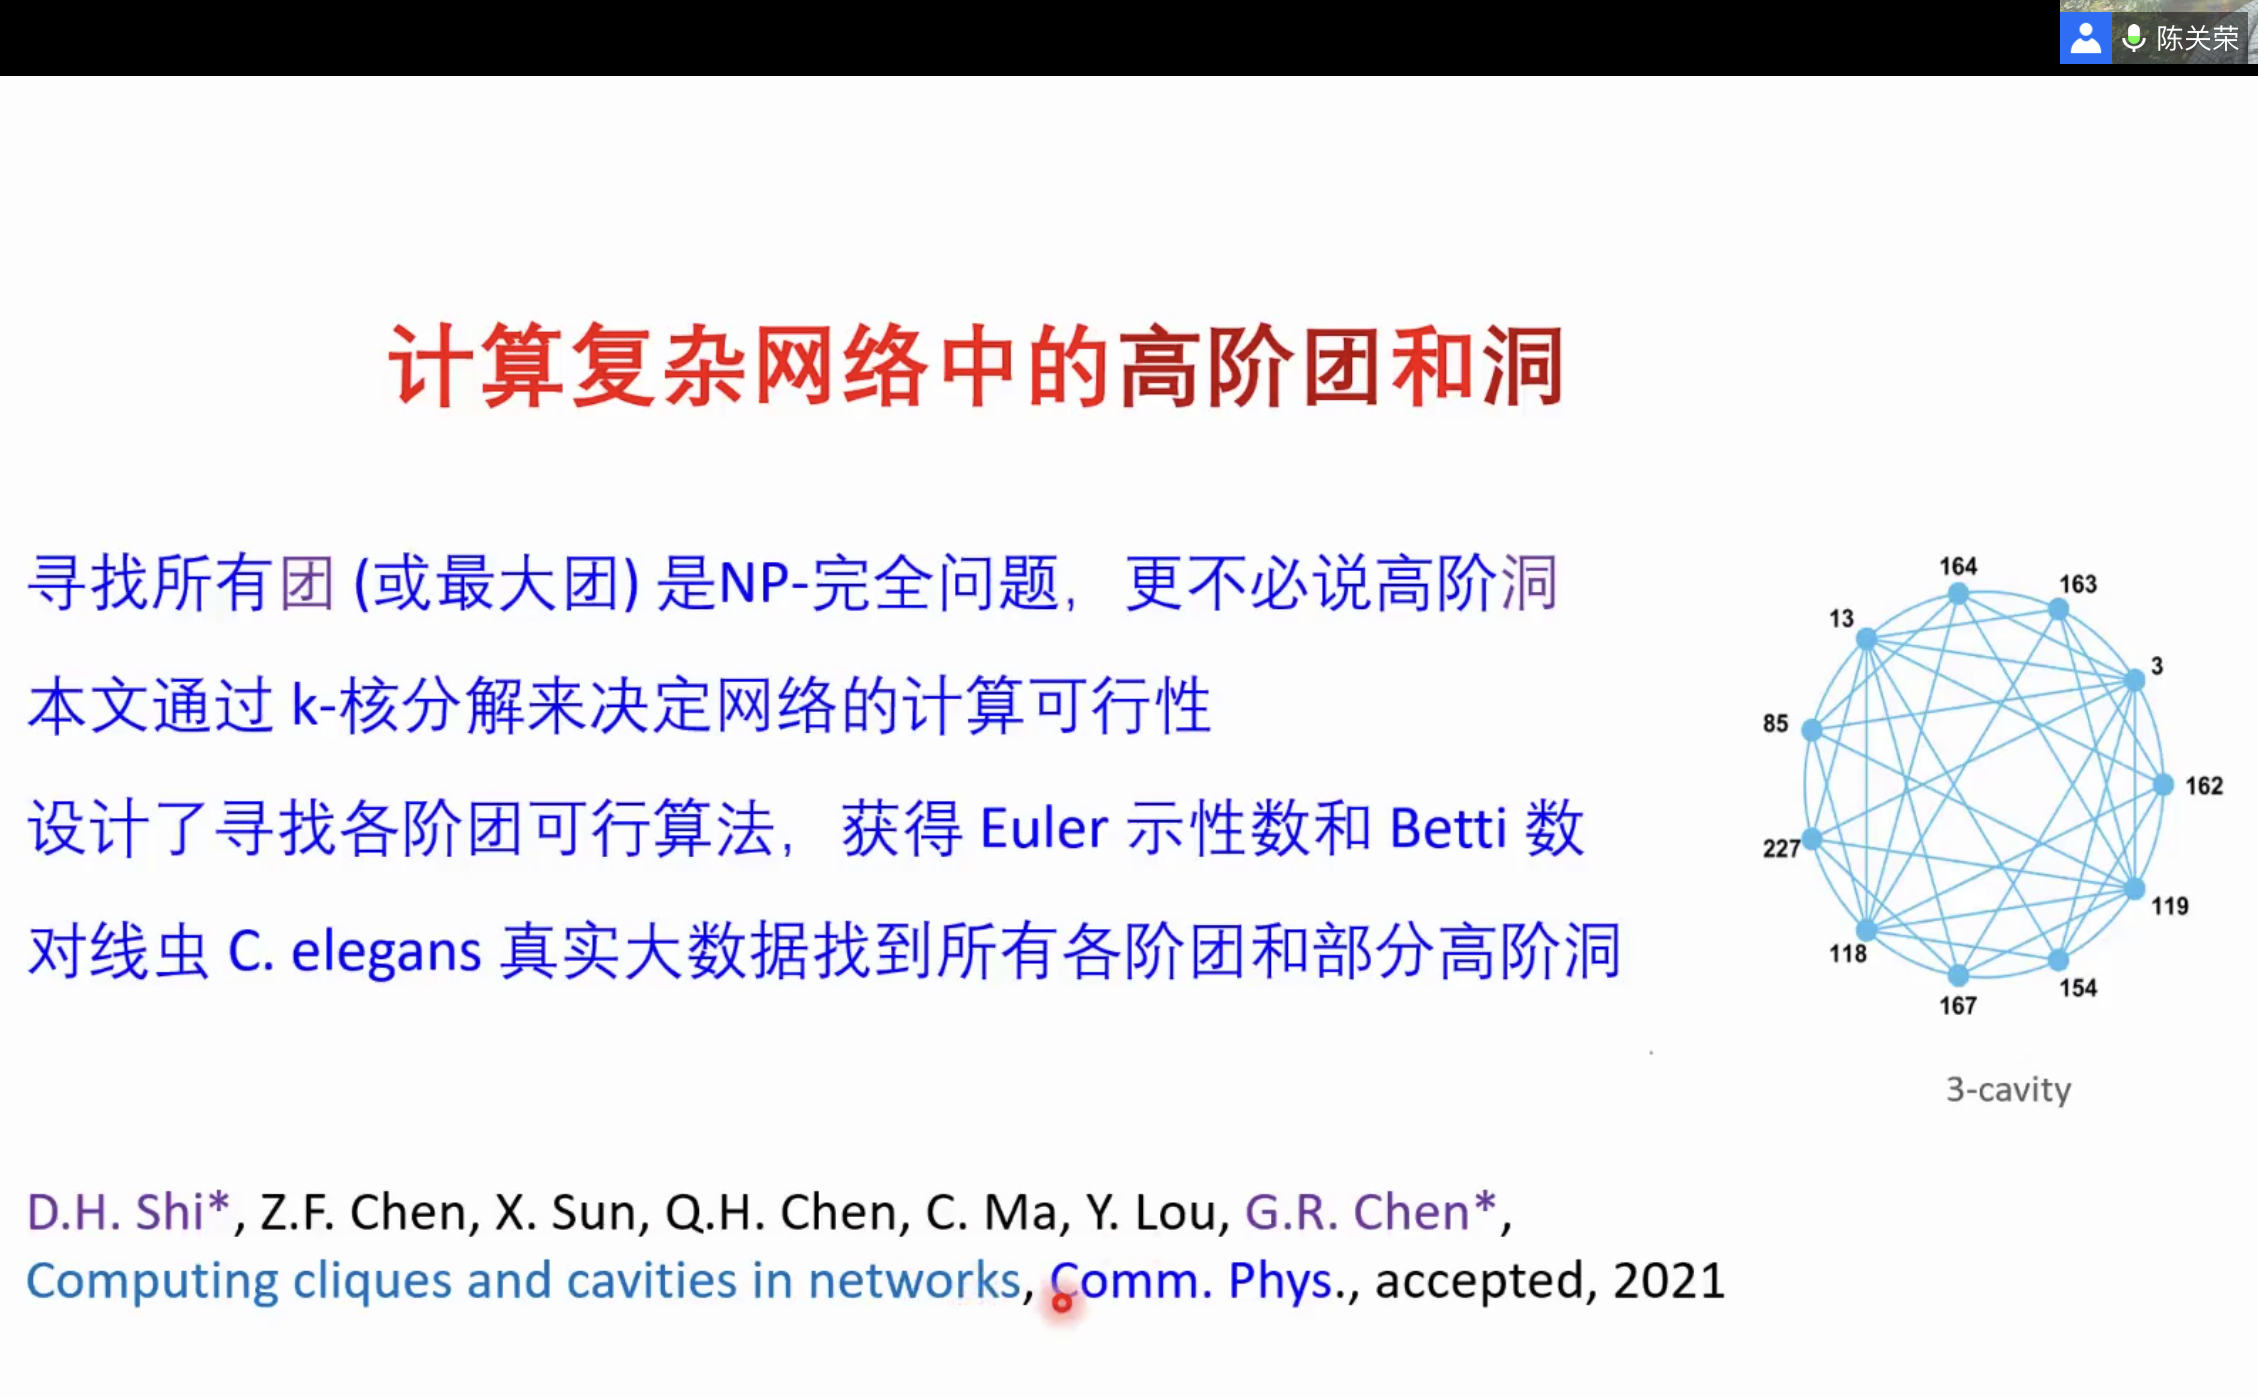 陈关荣
计算复杂网络中的高阶团和洞
寻找所有团 (或最大团) 是NP-完全问题，更不必说高阶洞
本文通过 k-核分解来决定网络的计算可行性
设计了寻找各阶团可行算法，获得 Euler 示性数和 Betti 数
对线虫 C. elegans 真实大数据找到所有各阶团和部分高阶洞
164
163
13
3
85
162
227
119
118
154
167
3-cavity
D.H. Shi*, Z.F. Chen, X. Sun, Q.H. Chen, C. Ma, Y. Lou, G.R. Chen*,
Computing cliques and cavities in networks, Comm. Phys., accepted, 2021